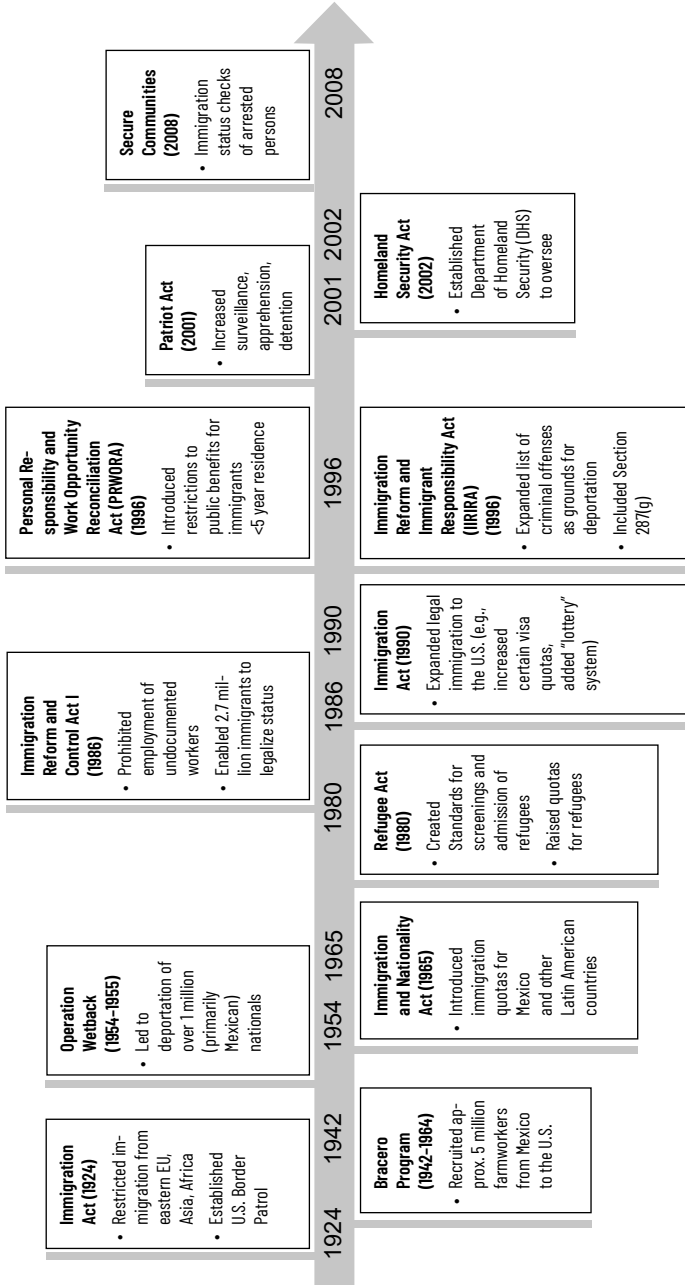 Immigration
Act (1924)
• Restricted im-
migration from
eastern EU,
Asia, Africa
• Established
U.S. Border
Patrol
Operation
Wetback
(1954–1955)
• Led to
deportation of
over 1 million
(primarily
Mexican)
nationals
Immigration
Reform and
Control Act I
(1986)
• Prohibited
employment of
undocumented
workers
• Enabled 2.7 mil-
lion immigrants to
legalize status
Personal Re-
sponsibility and
Work Opportunity
Reconciliation
Act (PRWORA)
(1996)
• Introduced
restrictions to
public benefits for
immigrants
<5 year residence
Patriot Act
(2001)
• Increased
surveillance,
apprehension,
detention
Secure
Communities
(2008)
• Immigration
status checks
of arrested
persons
1924 1942 1954 1965 1980 1986 1990 1996 2001 2002 2008
Bracero
Program
(1942–1964)
• Recruited ap-
prox. 5 million
farmworkers
from Mexico
to the U.S.
Immigration
and Nationality
Act (1965)
• Introduced
immigration
quotas for
Mexico
and other
Latin American
countries
Refugee Act
(1980)
• Created
Standards for
screenings and
admission of
refugees
• Raised quotas
for refugees
Immigration
Act (1990)
• Expanded legal
immigration to
the U.S. (e.g.,
increased
certain visa
quotas,
added “lottery”
system)
Immigration
Reform and
Immigrant
Responsibility Act
(IIRIRA)
(1996)
• Expanded list of
criminal offenses
as grounds for
deportation
• Included Section
287(g)
Homeland
Security Act
(2002)
• Established
Department
of Homeland
Security (DHS)
to oversee